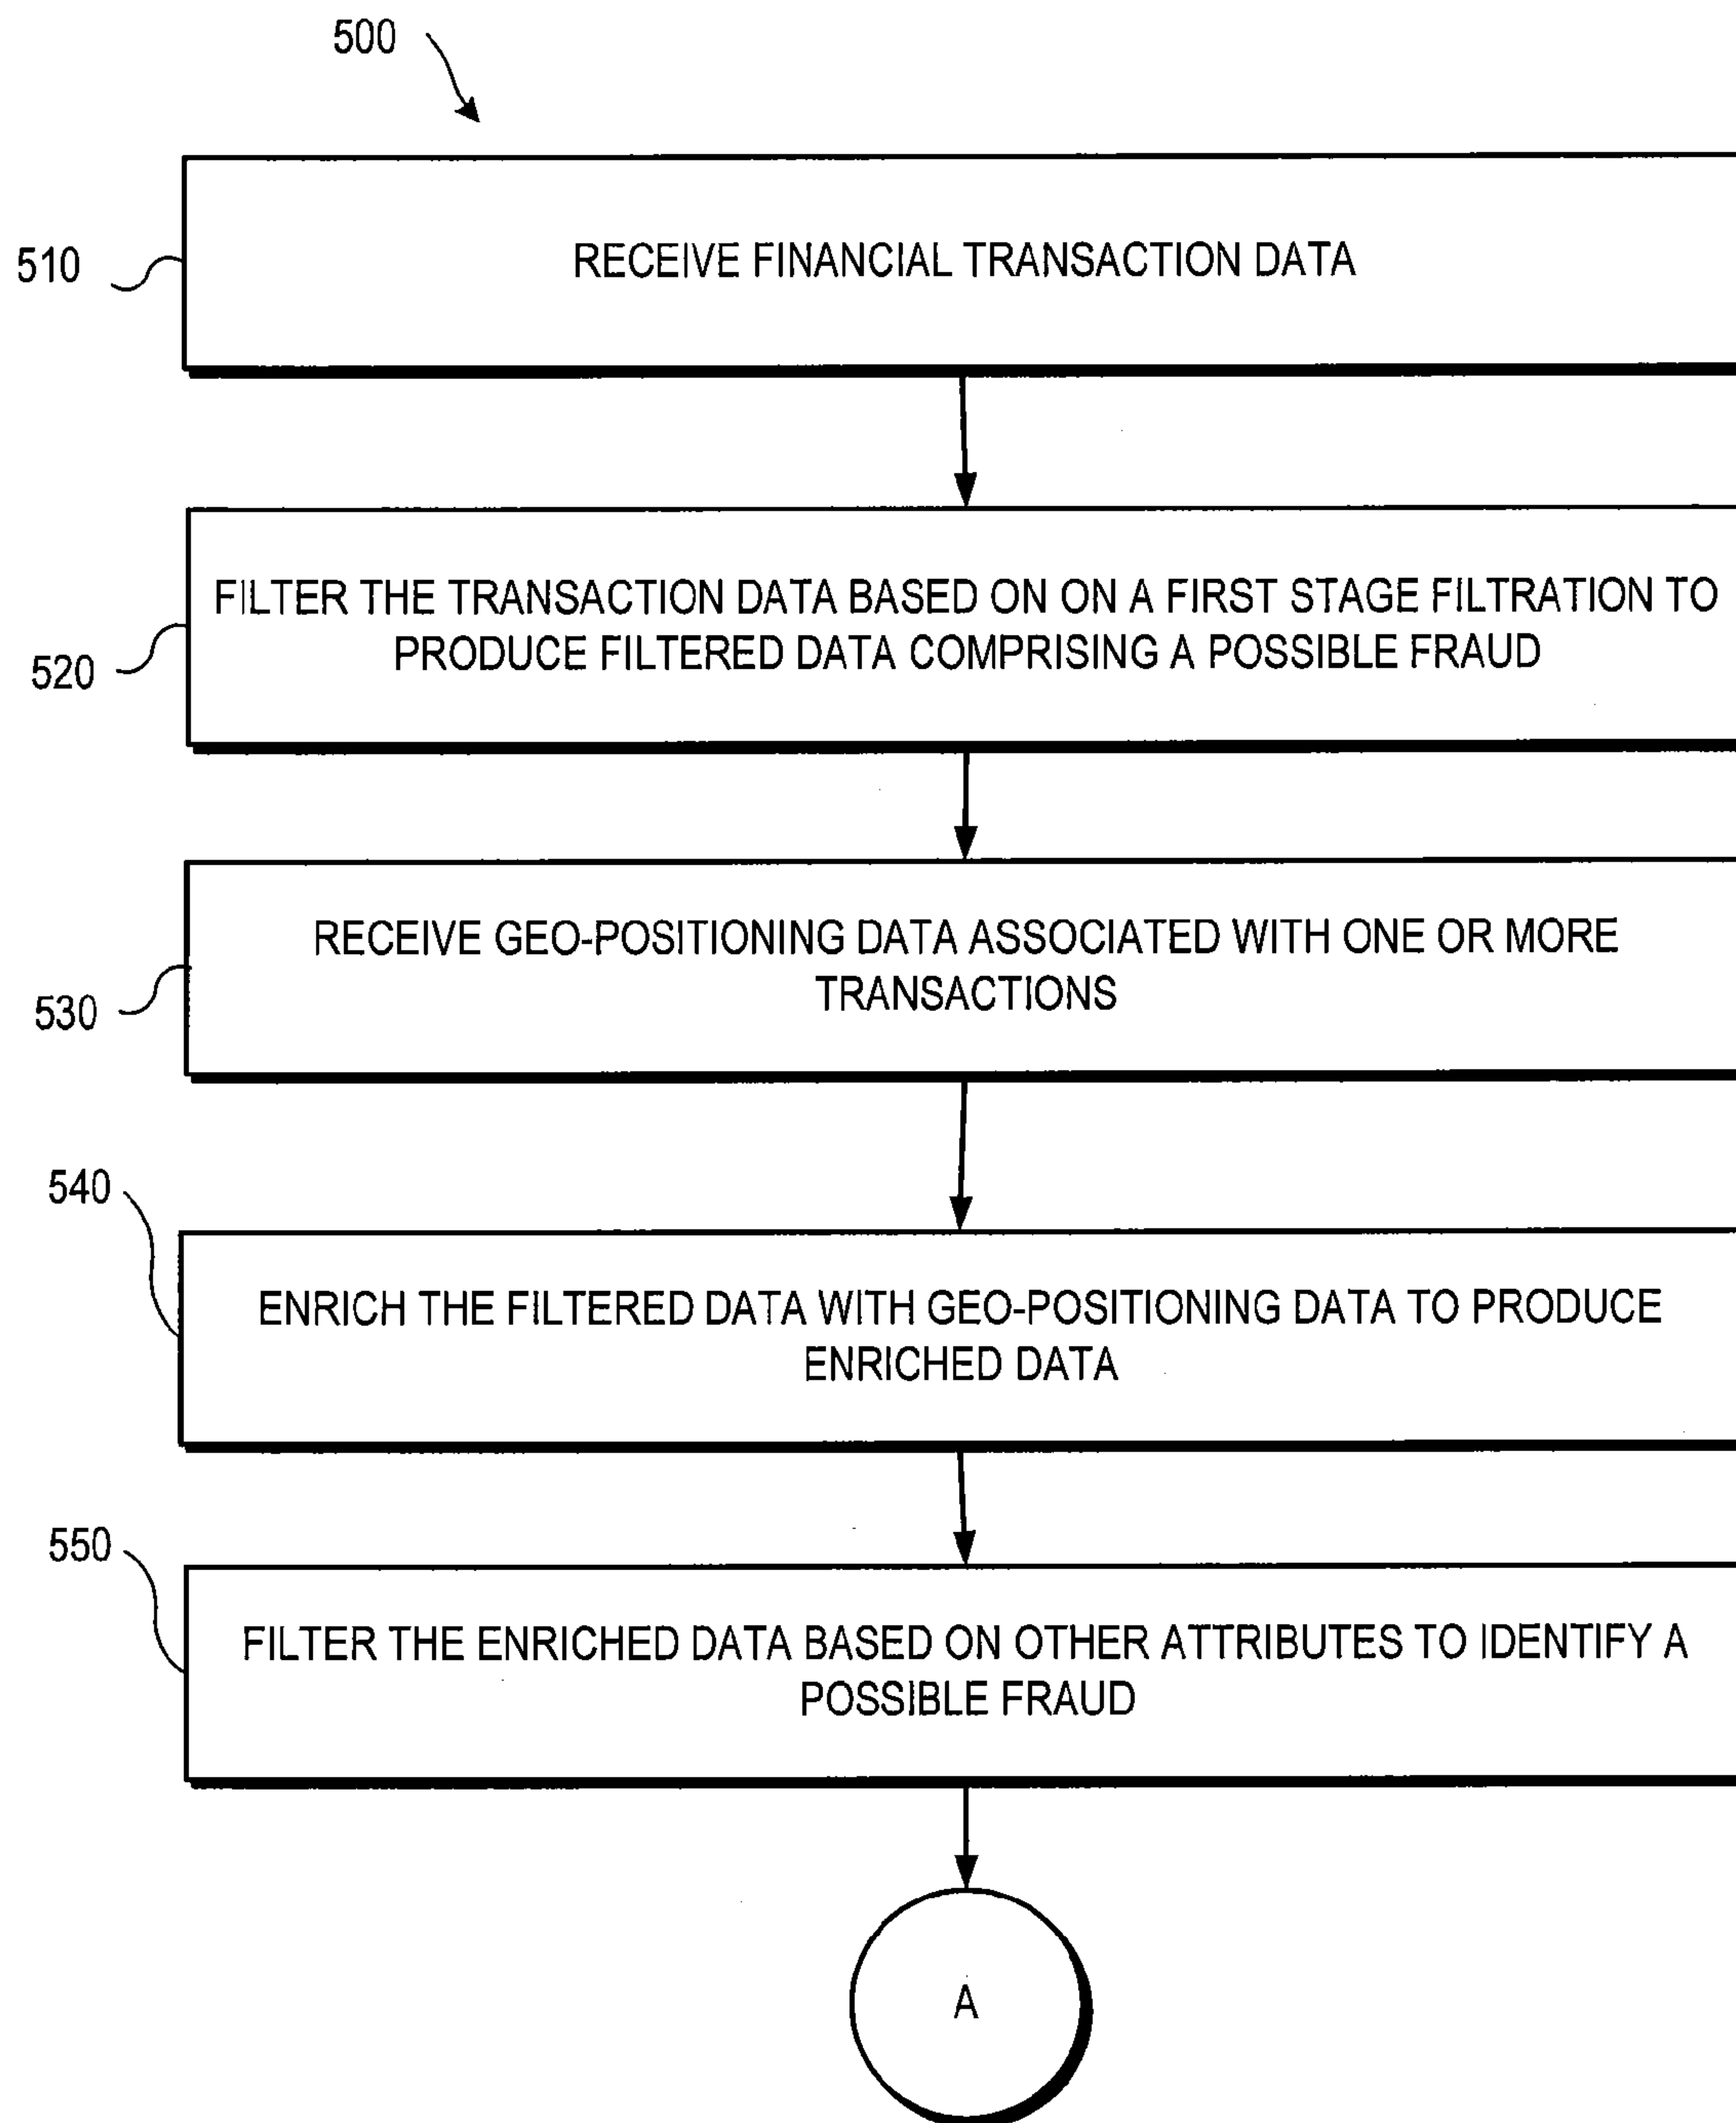 500
510
RECEIVE FINANCIAL TRANSACTION DATA
520
FILTER THE TRANSACTION DATA BASED ON ON A FIRST STAGE FILTRATION TO
PRODUCE FILTERED DATA COMPRISING A POSSIBLE FRAUD
530
RECEIVE GEO-POSITIONING DATA ASSOCIATED WITH ONE OR MORE
TRANSACTIONS
540
ENRICH THE FILTERED DATA WITH GEO-POSITIONING DATA TO PRODUCE
ENRICHED DATA
550
FILTER THE ENRICHED DATA BASED ON OTHER ATTRIBUTES TO IDENTIFY A
POSSIBLE FRAUD
A